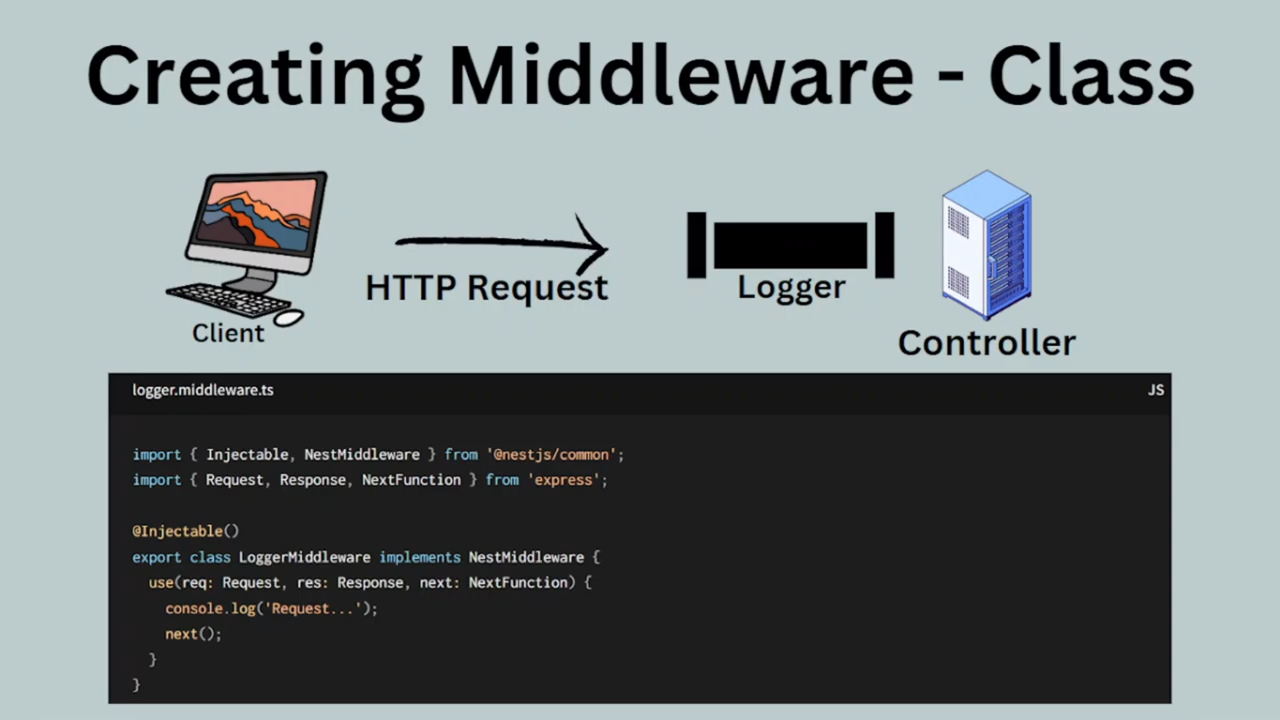 Creating Middleware - Class
HTTP Request
Logger
Client
Controller
logger.middleware.ts
JS
import { Injectable, NestMiddleware } from '@nestjs/common';
import { Request, Response, NextFunction } from 'express';
@Injectable()
export class LoggerMiddleware implements NestMiddleware {
  use(req: Request, res: Response, next: NextFunction) {
    console.log('Request...');
    next();
  }
}